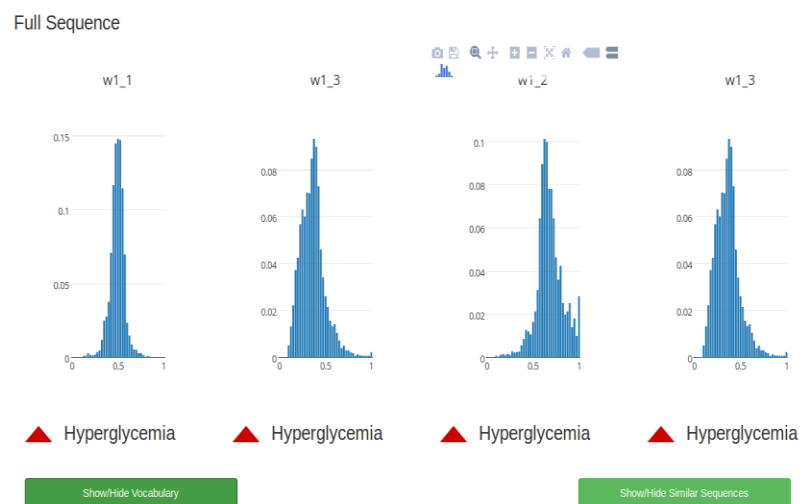 Full Sequence
w1_1 w1_3 w1_2 w1_3
0.15 0.1 0.05 0 0 0.5 1
0.08 0.06 0.04 0.02 0 0 0.5 1
0.1 0.08 0.06 0.04 0.02 0 0 0.5 1
0.08 0.06 0.04 0.02 0 0 0.5 1
Hyperglycemia Hyperglycemia Hyperglycemia Hyperglycemia
Show/Hide Vocabulary Show/Hide Similar Sequences